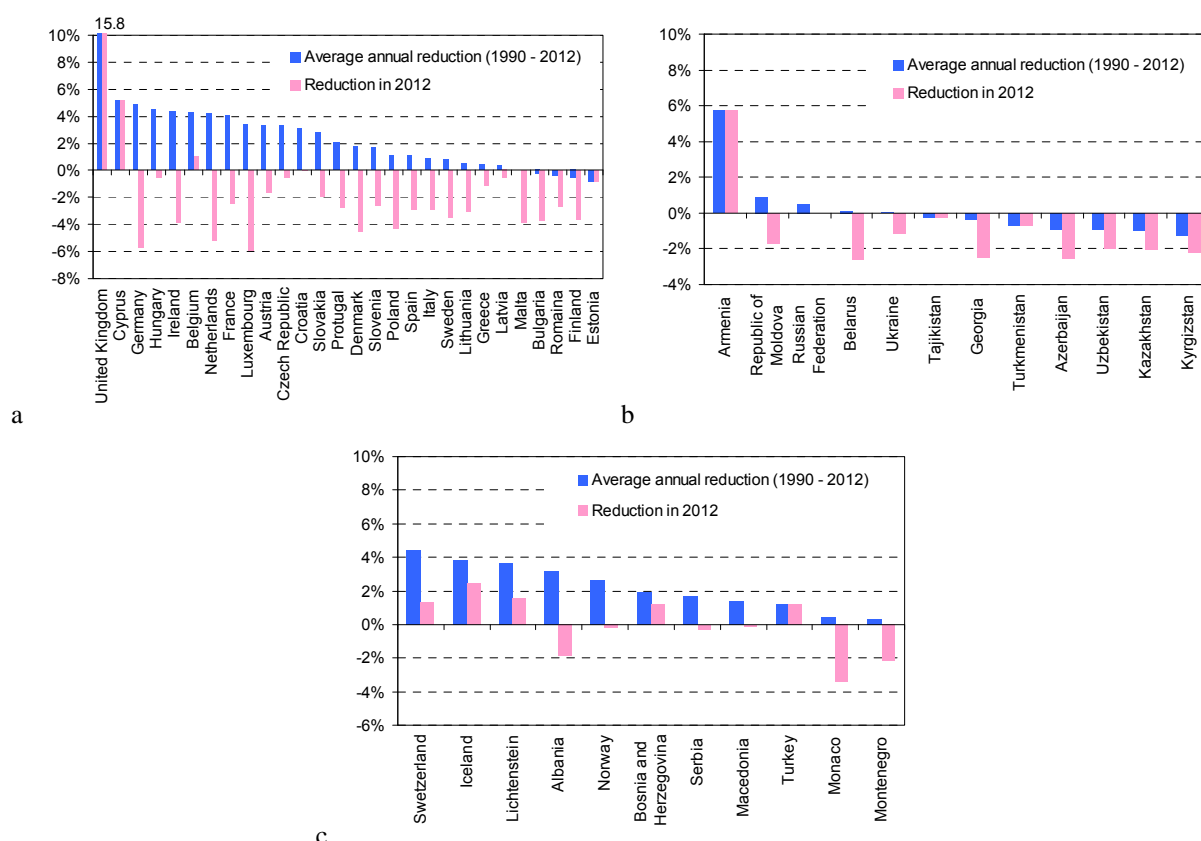 15.8
10%
8%
6%
4%
2%
0%
-2%
-4%
-6%
-8%
Average annual reduction (1990 - 2012)
Reduction in 2012
United Kingdom
Cyprus
Germany
Hungary
Ireland
Belgium
Netherlands
France
Luxembourg
Austria
Czech Republic
Croatia
Slovakia
Protugal
Denmark
Slovenia
Poland
Spain
Italy
Sweden
Lithuania
Greece
Latvia
Malta
Bulgaria
Romaina
Finland
Estonia
a
10%
8%
6%
4%
2%
0%
-2%
-4%
Average annual reduction (1990 - 2012)
Reduction in 2012
Armenia
Republic of
Moldova
Russian
Federation
Belarus
Ukraine
Tajikistan
Georgia
Turkmenistan
Azerbaijan
Uzbekistan
Kazakhstan
Kyrgizstan
b
10%
8%
6%
4%
2%
0%
-2%
-4%
-6%
Average annual reduction (1990 - 2012)
Reduction in 2012
Swetzerland
Iceland
Lichtenstein
Albania
Norway
Bosnia and
Herzegovina
Serbia
Macedonia
Turkey
Monaco
Montenegro
c